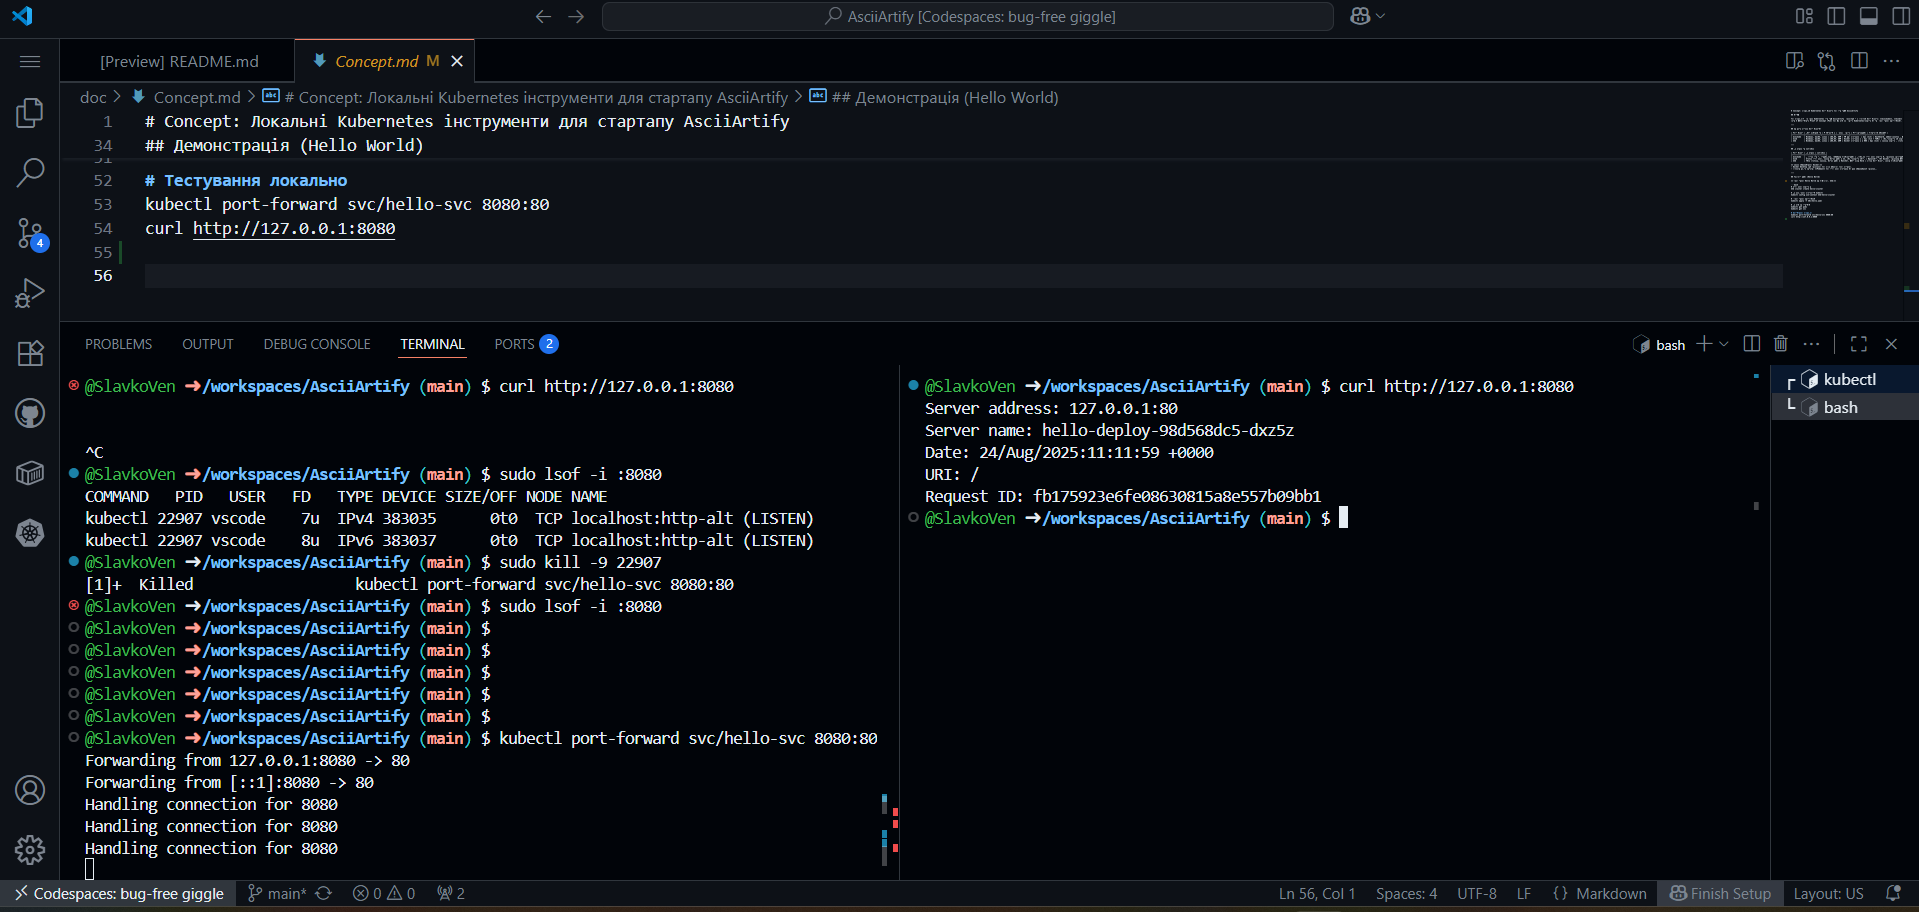 AsciiArtify [Codespaces: bug-free giggle]
[Preview] README.md
Concept.md M
doc > Concept.md > # Concept: Локальні Kubernetes інструменти для стартапу AsciiArtify > ## Демонстрація (Hello World)
1 # Concept: Локальні Kubernetes інструменти для стартапу AsciiArtify
34 ## Демонстрація (Hello World)
51
52 # Тестування локально
53 kubectl port-forward svc/hello-svc 8080:80
54 curl http://127.0.0.1:8080
55
56
4
PROBLEMS OUTPUT DEBUG CONSOLE TERMINAL PORTS 2
bash
@SlavkoVen ➜/workspaces/AsciiArtify (main) $ curl http://127.0.0.1:8080
^C
@SlavkoVen ➜/workspaces/AsciiArtify (main) $ sudo lsof -i :8080
COMMAND PID USER FD TYPE DEVICE SIZE/OFF NODE NAME
kubectl 22907 vscode 7u IPv4 383035 0t0 TCP localhost:http-alt (LISTEN)
kubectl 22907 vscode 8u IPv6 383037 0t0 TCP localhost:http-alt (LISTEN)
@SlavkoVen ➜/workspaces/AsciiArtify (main) $ sudo kill -9 22907
[1]+ Killed kubectl port-forward svc/hello-svc 8080:80
@SlavkoVen ➜/workspaces/AsciiArtify (main) $ sudo lsof -i :8080
@SlavkoVen ➜/workspaces/AsciiArtify (main) $
@SlavkoVen ➜/workspaces/AsciiArtify (main) $
@SlavkoVen ➜/workspaces/AsciiArtify (main) $
@SlavkoVen ➜/workspaces/AsciiArtify (main) $
@SlavkoVen ➜/workspaces/AsciiArtify (main) $
@SlavkoVen ➜/workspaces/AsciiArtify (main) $ kubectl port-forward svc/hello-svc 8080:80
Forwarding from 127.0.0.1:8080 -> 80
Forwarding from [::1]:8080 -> 80
Handling connection for 8080
Handling connection for 8080
Handling connection for 8080
@SlavkoVen ➜/workspaces/AsciiArtify (main) $ curl http://127.0.0.1:8080
Server address: 127.0.0.1:80
Server name: hello-deploy-98d568dc5-dxz5z
Date: 24/Aug/2025:11:11:59 +0000
URI: /
Request ID: fb175923e6fe08630815a8e557b09bb1
@SlavkoVen ➜/workspaces/AsciiArtify (main) $
kubectl
bash
Codespaces: bug-free giggle main* 0 0 2 Ln 56, Col 1 Spaces: 4 UTF-8 LF {} Markdown Finish Setup Layout: US